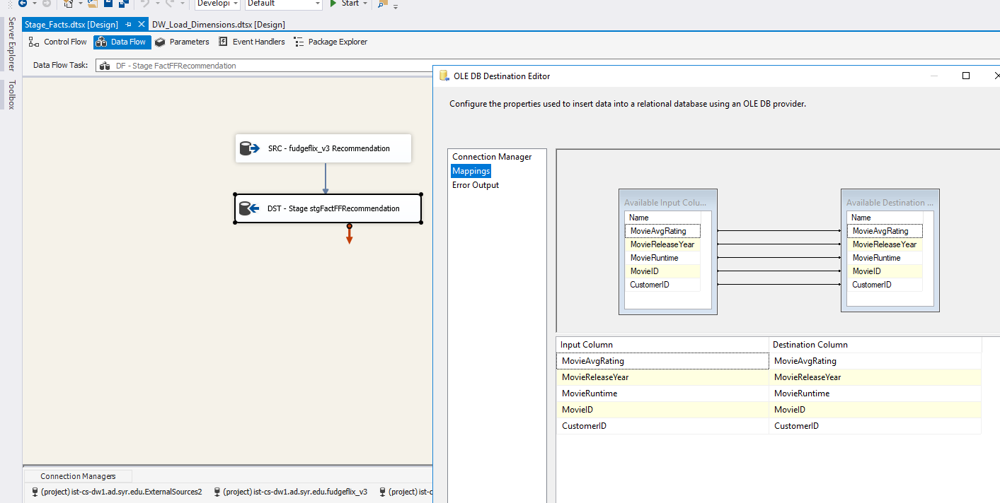 Developi Default Start
Stage_Facts.dtsx [Design] DW_Load_Dimensions.dtsx [Design]
Server Explorer
Toolbox
Control Flow Data Flow Parameters Event Handlers Package Explorer
Data Flow Task: DF - Stage FactFFRecommendation
SRC - fudgeflix_v3 Recommendation
DST - Stage stgFactFFRecommendation
OLE DB Destination Editor
Configure the properties used to insert data into a relational database using an OLE DB provider.
Connection Manager
Mappings
Error Output
Available Input Colu...
Name
MovieAvgRating
MovieReleaseYear
MovieRuntime
MovieID
CustomerID
Available Destination ...
Name
MovieAvgRating
MovieReleaseYear
MovieRuntime
MovieID
CustomerID
Input Column Destination Column
MovieAvgRating MovieAvgRating
MovieReleaseYear MovieReleaseYear
MovieRuntime MovieRuntime
MovieID MovieID
CustomerID CustomerID
Connection Managers
(project) ist-cs-dw1.ad.syr.edu.ExternalSources2 (project) ist-cs-dw1.ad.syr.edu.fudgeflix_v3 (project) ist-c